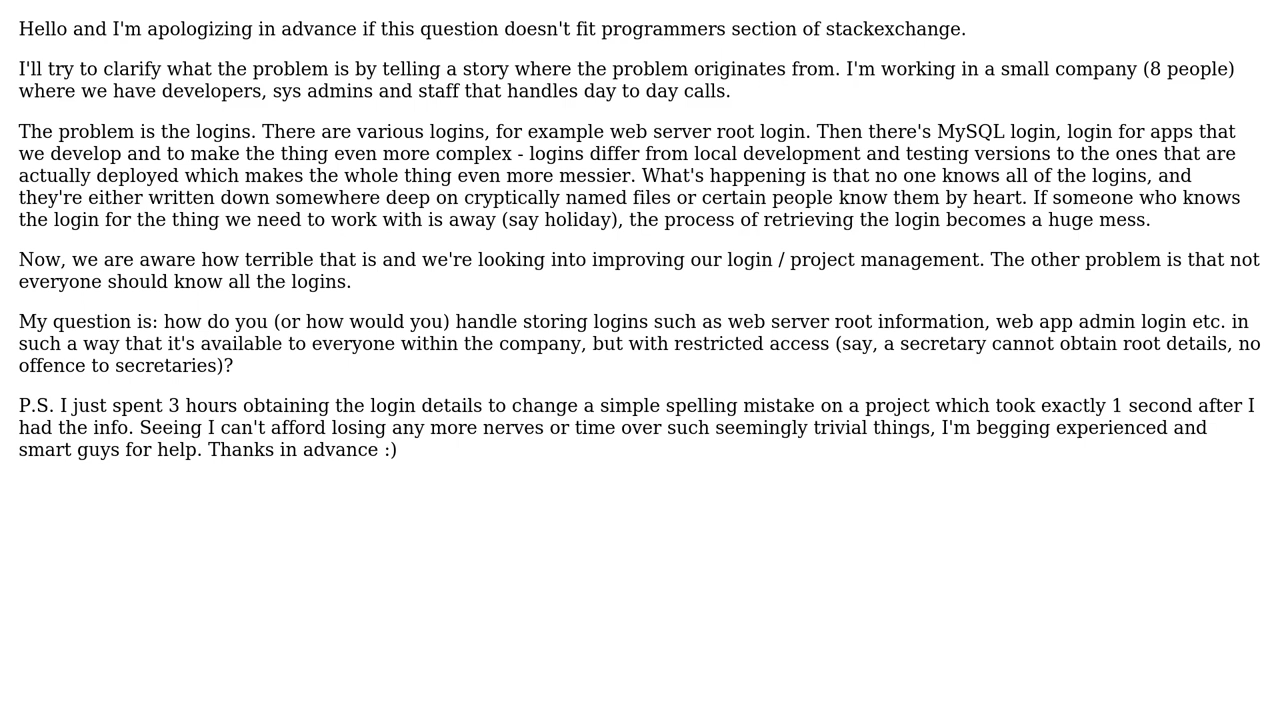 Hello and I'm apologizing in advance if this question doesn't fit programmers section of stackexchange.
I'll try to clarify what the problem is by telling a story where the problem originates from. I'm working in a small company (8 people)
where we have developers, sys admins and staff that handles day to day calls.
The problem is the logins. There are various logins, for example web server root login. Then there's MySQL login, login for apps that
we develop and to make the thing even more complex - logins differ from local development and testing versions to the ones that are
actually deployed which makes the whole thing even more messier. What's happening is that no one knows all of the logins, and
they're either written down somewhere deep on cryptically named files or certain people know them by heart. If someone who knows
the login for the thing we need to work with is away (say holiday), the process of retrieving the login becomes a huge mess.
Now, we are aware how terrible that is and we're looking into improving our login / project management. The other problem is that not
everyone should know all the logins.
My question is: how do you (or how would you) handle storing logins such as web server root information, web app admin login etc. in
such a way that it's available to everyone within the company, but with restricted access (say, a secretary cannot obtain root details, no
offence to secretaries)?
P.S. I just spent 3 hours obtaining the login details to change a simple spelling mistake on a project which took exactly 1 second after I
had the info. Seeing I can't afford losing any more nerves or time over such seemingly trivial things, I'm begging experienced and
smart guys for help. Thanks in advance :)